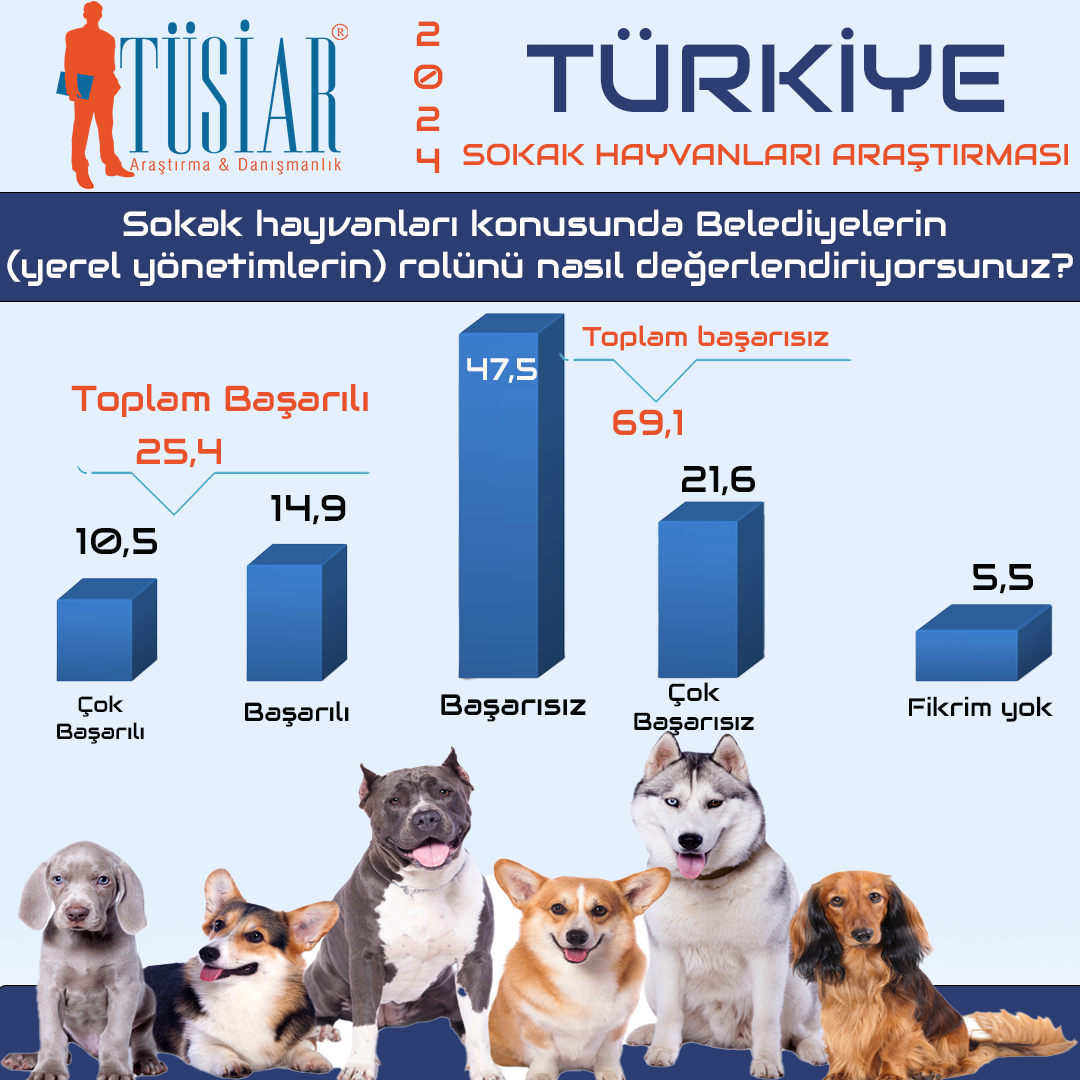 TÜSİAR®
Araştırma & Danışmanlık
2024
TÜRKİYE
SOKAK HAYVANLARI ARAŞTIRMASI
Sokak hayvanları konusunda Belediyelerin
(yerel yönetimlerin) rolünü nasıl değerlendiriyorsunuz?
Toplam Başarılı
25,4
Toplam başarısız
69,1
10,5
14,9
47,5
21,6
5,5
Çok
Başarılı
Başarılı
Başarısız
Çok
Başarısız
Fikrim yok